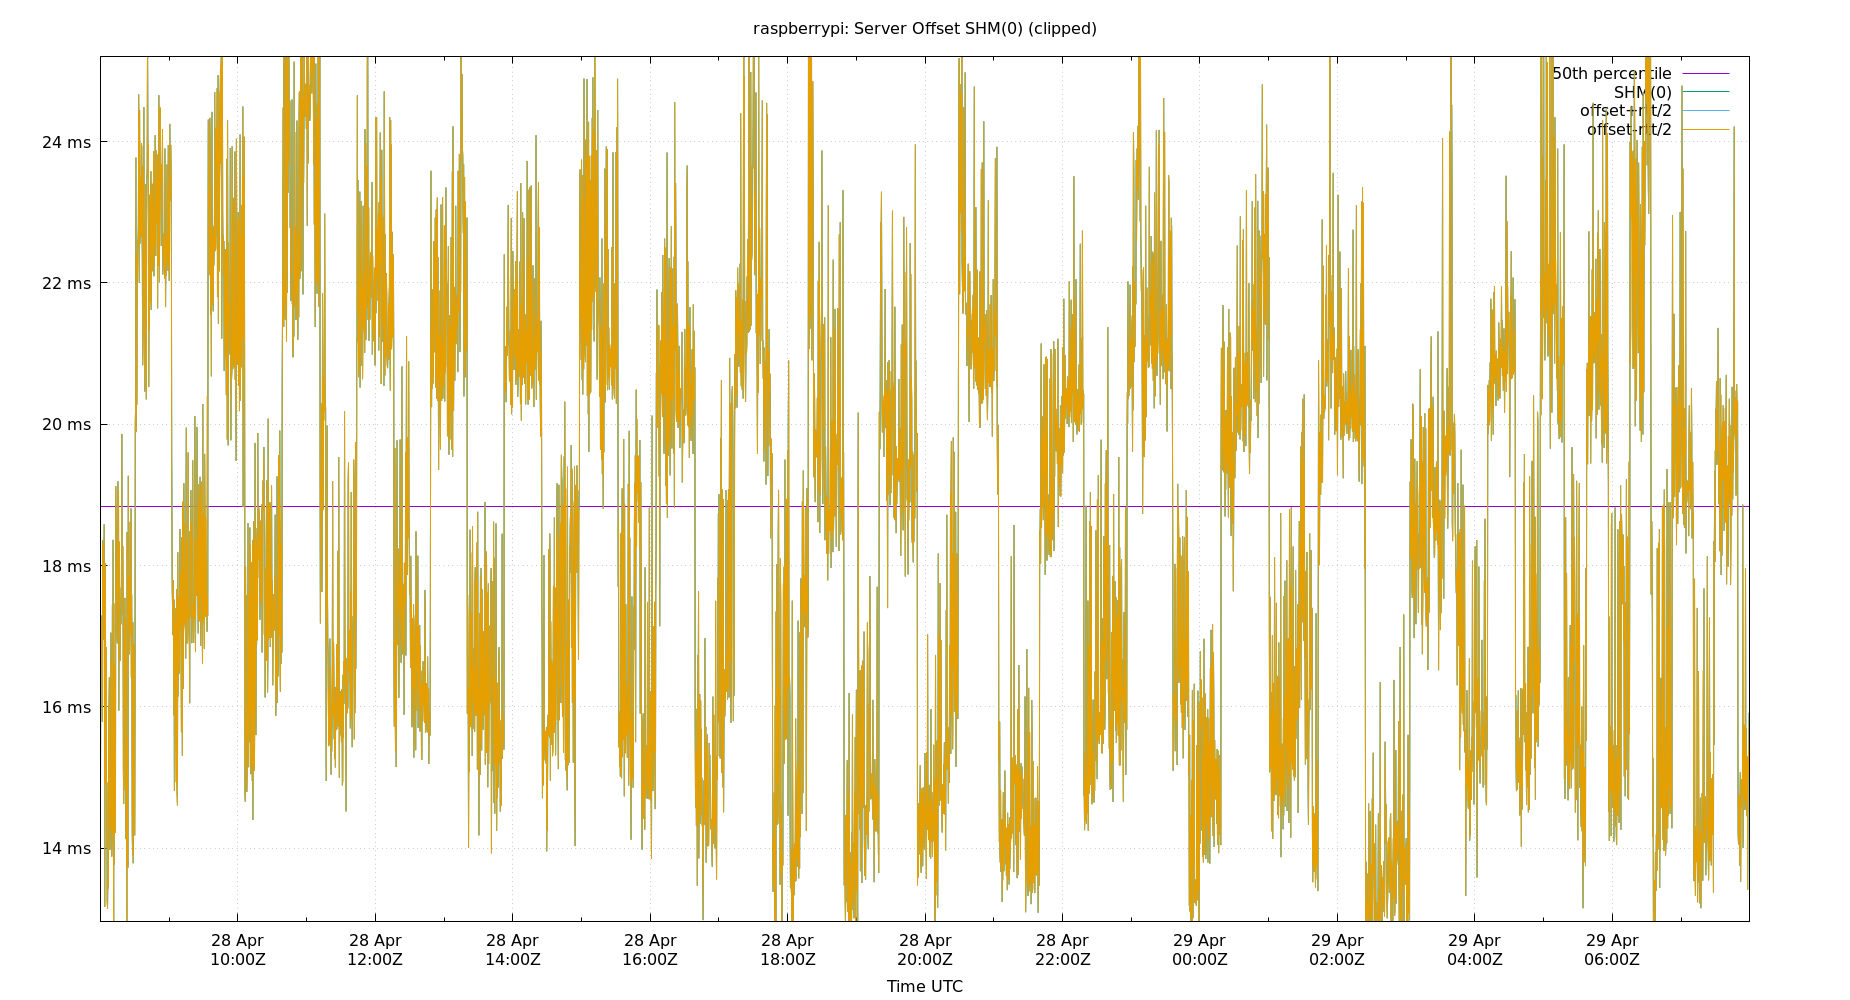 raspberrypi: Server Offset SHM(0) (clipped)
50th percentile
SHM(0)
offset+rtt/2
offset-rtt/2
24 ms
22 ms
20 ms
18 ms
16 ms
14 ms
28 Apr 28 Apr 28 Apr 28 Apr 28 Apr 28 Apr 28 Apr 29 Apr 29 Apr 29 Apr 29 Apr
10:00Z 12:00Z 14:00Z 16:00Z 18:00Z 20:00Z 22:00Z 00:00Z 02:00Z 04:00Z 06:00Z
Time UTC